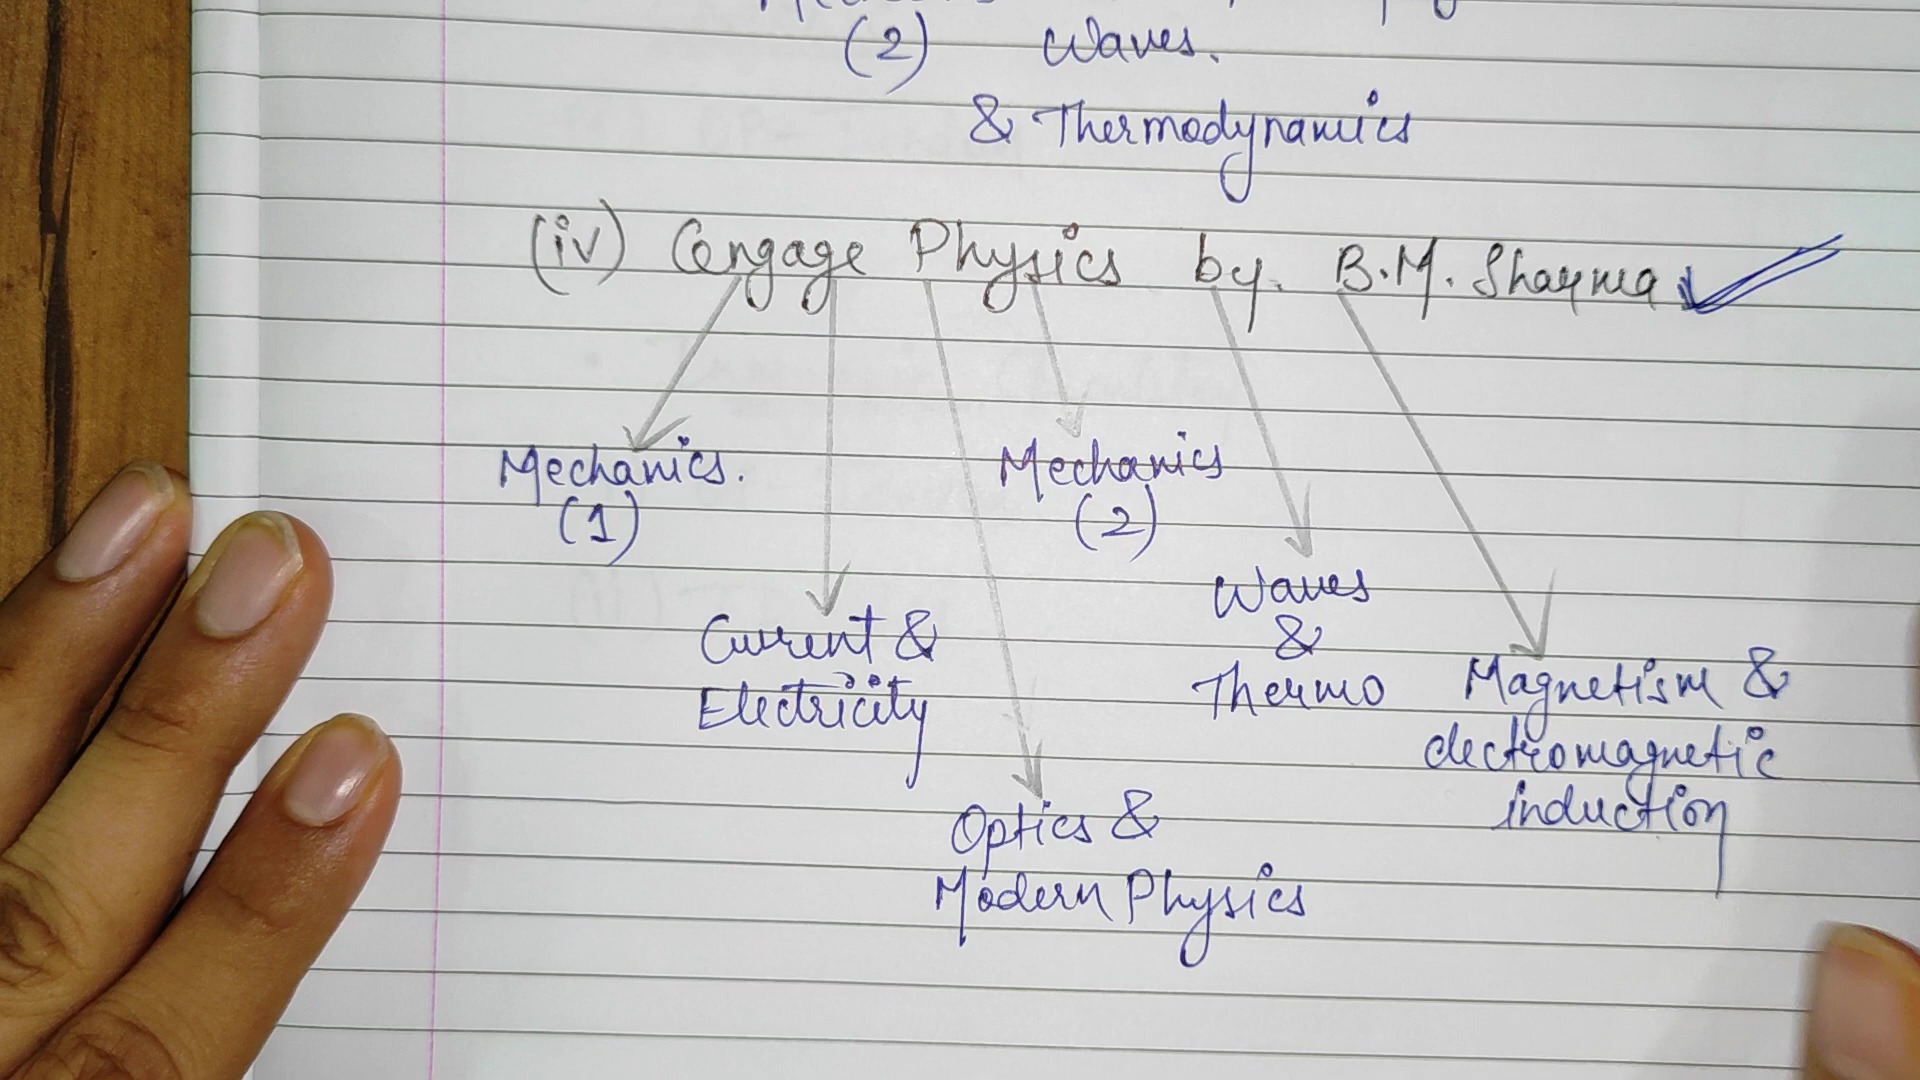 (2) Waves.
& Thermodynamics
(iv) Cengage Physics by. B.M. Sharma
Mechanics.
(1)
Mechanics
(2)
Current &
Electricity
Waves
&
Thermo
Magnetism &
electromagnetic
induction
Optics &
Modern Physics